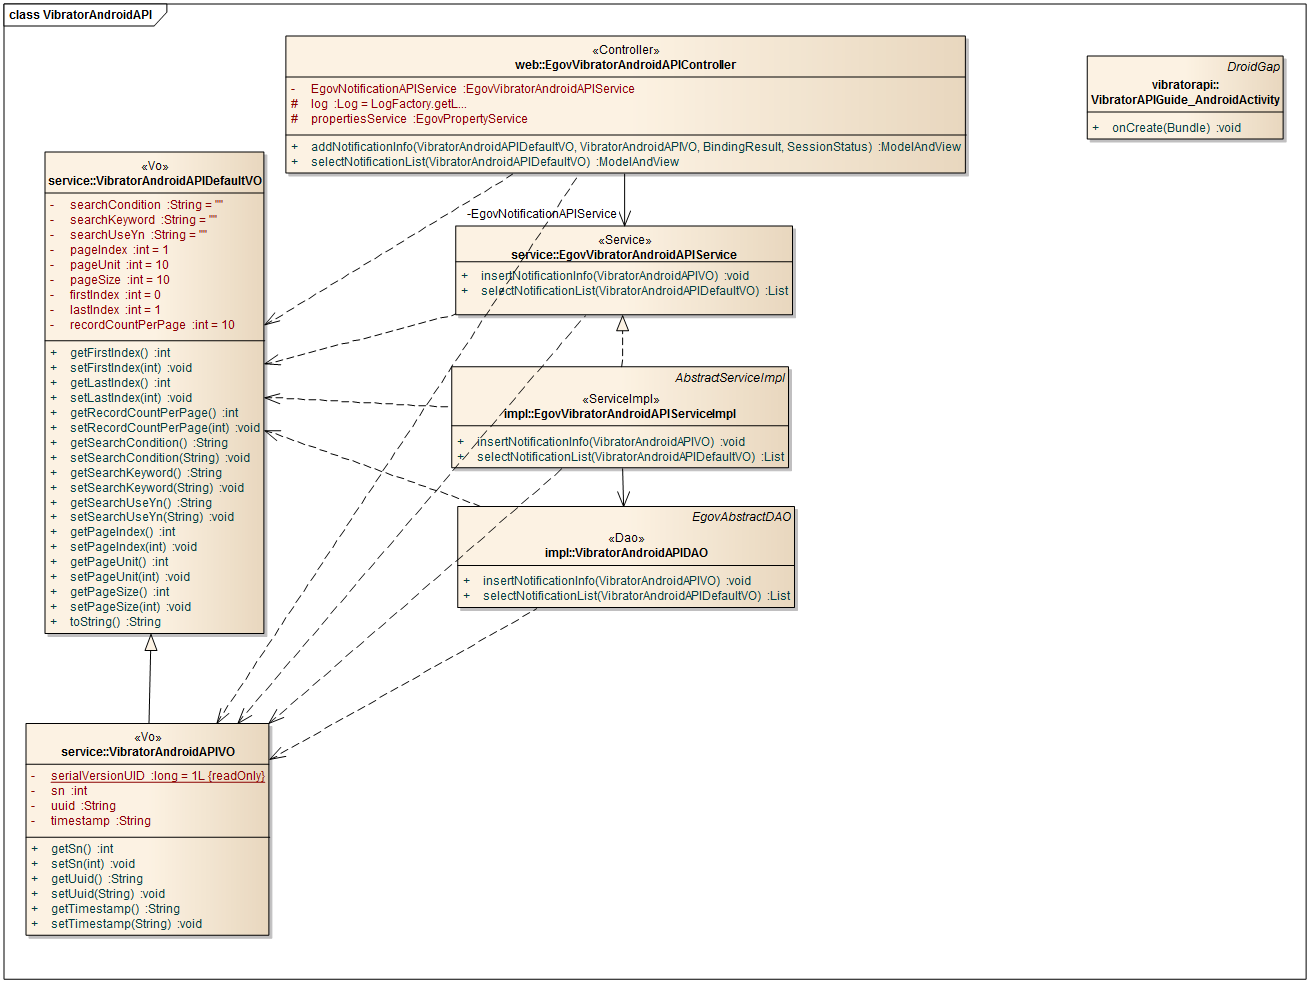 class VibratorAndroidAPI
«Controller»
web::EgovVibratorAndroidAPIController
- EgovNotificationAPIService :EgovVibratorAndroidAPIService
# log :Log = LogFactory.getL...
# propertiesService :EgovPropertyService
+ addNotificationInfo(VibratorAndroidAPIDefaultVO, VibratorAndroidAPIVO, BindingResult, SessionStatus) :ModelAndView
+ selectNotificationList(VibratorAndroidAPIDefaultVO) :ModelAndView
DroidGap
vibratorapi::
VibratorAPIGuide_AndroidActivity
+ onCreate(Bundle) :void
«Vo»
service::VibratorAndroidAPIDefaultVO
- searchCondition :String = ""
- searchKeyword :String = ""
- searchUseYn :String = ""
- pageIndex :int = 1
- pageUnit :int = 10
- pageSize :int = 10
- firstIndex :int = 0
- lastIndex :int = 1
- recordCountPerPage :int = 10
+ getFirstIndex() :int
+ setFirstIndex(int) :void
+ getLastIndex() :int
+ setLastIndex(int) :void
+ getRecordCountPerPage() :int
+ setRecordCountPerPage(int) :void
+ getSearchCondition() :String
+ setSearchCondition(String) :void
+ getSearchKeyword() :String
+ setSearchKeyword(String) :void
+ getSearchUseYn() :String
+ setSearchUseYn(String) :void
+ getPageIndex() :int
+ setPageIndex(int) :void
+ getPageUnit() :int
+ setPageUnit(int) :void
+ getPageSize() :int
+ setPageSize(int) :void
+ toString() :String
-EgovNotificationAPIService
«Service»
service::EgovVibratorAndroidAPIService
+ insertNotificationInfo(VibratorAndroidAPIVO) :void
+ selectNotificationList(VibratorAndroidAPIDefaultVO) :List
AbstractServiceImpl
«ServiceImpl»
impl::EgovVibratorAndroidAPIServiceImpl
+ insertNotificationInfo(VibratorAndroidAPIVO) :void
+ selectNotificationList(VibratorAndroidAPIDefaultVO) :List
EgovAbstractDAO
«Dao»
impl::VibratorAndroidAPIDAO
+ insertNotificationInfo(VibratorAndroidAPIVO) :void
+ selectNotificationList(VibratorAndroidAPIDefaultVO) :List
«Vo»
service::VibratorAndroidAPIVO
- serialVersionUID :long = 1L {readOnly}
- sn :int
- uuid :String
- timestamp :String
+ getSn() :int
+ setSn(int) :void
+ getUuid() :String
+ setUuid(String) :void
+ getTimestamp() :String
+ setTimestamp(String) :void